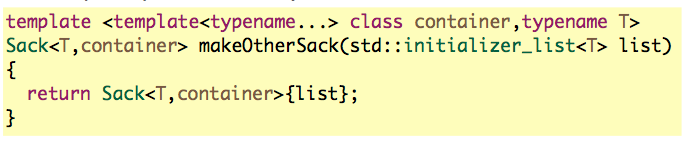 template <template<typename...> class container,typename T>
Sack<T,container> makeOtherSack(std::initializer_list<T> list)
{
  return Sack<T,container>{list};
}